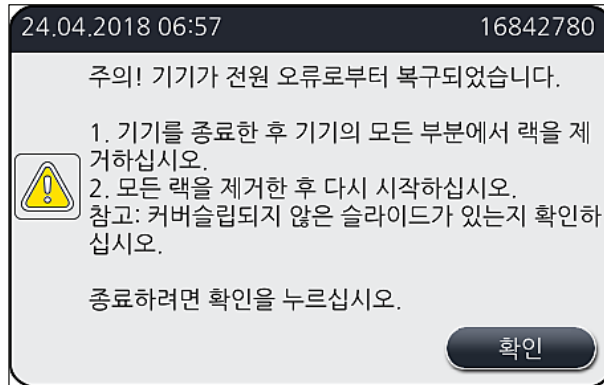 24.04.2018 06:57 16842780
주의! 기기가 전원 오류로부터 복구되었습니다.
1. 기기를 종료한 후 기기의 모든 부분에서 랙을 제
거하십시오.
2. 모든 랙을 제거한 후 다시 시작하십시오.
참고: 커버슬립되지 않은 슬라이드가 있는지 확인하
십시오.
종료하려면 확인을 누르십시오.
확인